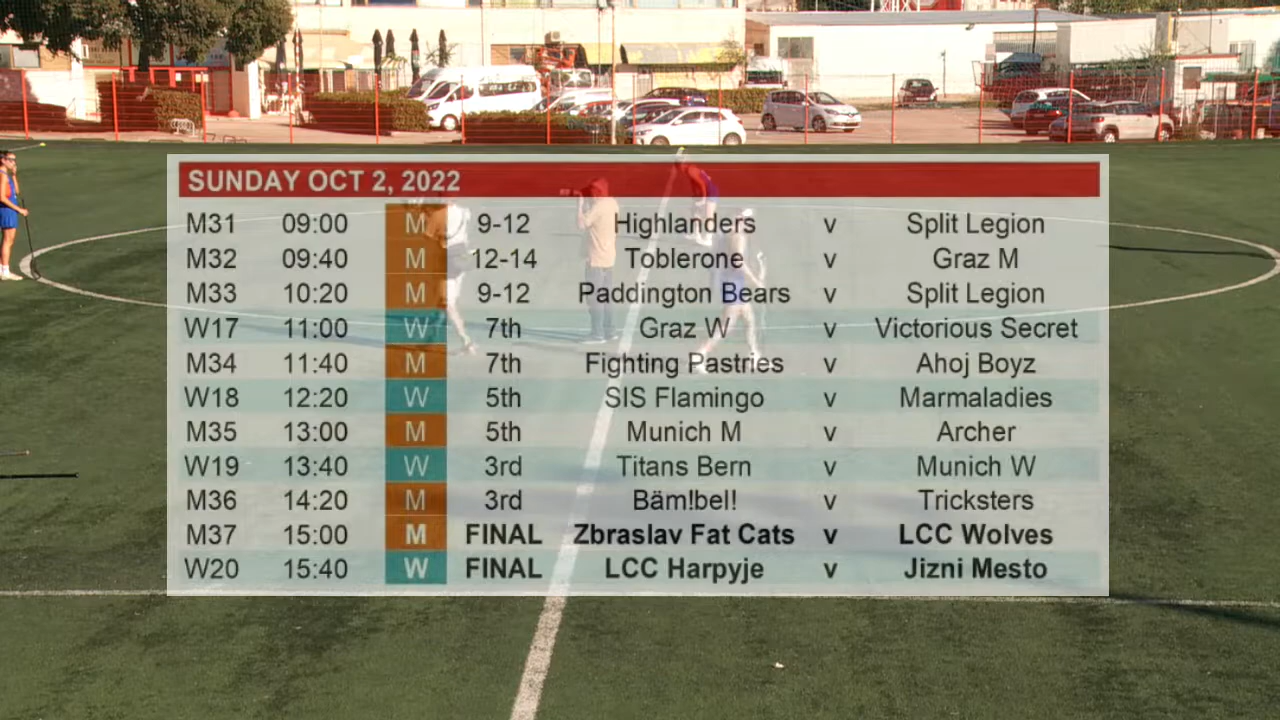 SUNDAY OCT 2, 2022
M31 09:00 M 9-12 Highlanders v Split Legion
M32 09:40 M 12-14 Toblerone v Graz M
M33 10:20 M 9-12 Paddington Bears v Split Legion
W17 11:00 W 7th Graz W v Victorious Secret
M34 11:40 M 7th Fighting Pastries v Ahoj Boyz
W18 12:20 W 5th SIS Flamingo v Marmaladies
M35 13:00 M 5th Munich M v Archer
W19 13:40 W 3rd Titans Bern v Munich W
M36 14:20 M 3rd Bäm!bel! v Tricksters
M37 15:00 M FINAL Zbraslav Fat Cats v LCC Wolves
W20 15:40 W FINAL LCC Harpyje v Jizni Mesto